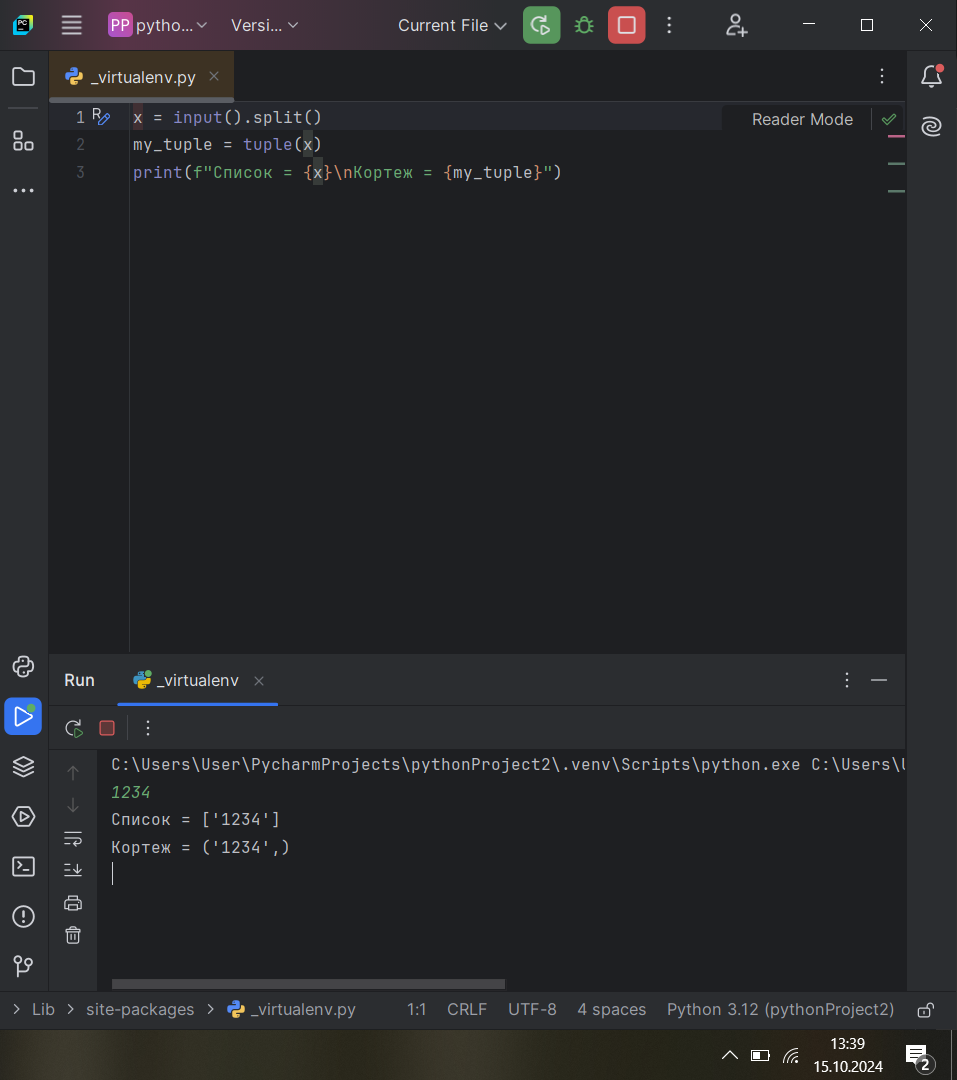 PC
PP pytho... Versi... Current File
_virtualenv.py
1 x = input().split() Reader Mode
2 my_tuple = tuple(x)
3 print(f"Список = {x}\nКортеж = {my_tuple}")
Run _virtualenv
C:\Users\User\PycharmProjects\pythonProject2\.venv\Scripts\python.exe C:\Users\U
1234
Список = ['1234']
Кортеж = ('1234',)
Lib site-packages _virtualenv.py 1:1 CRLF UTF-8 4 spaces Python 3.12 (pythonProject2)
13:39
15.10.2024
2